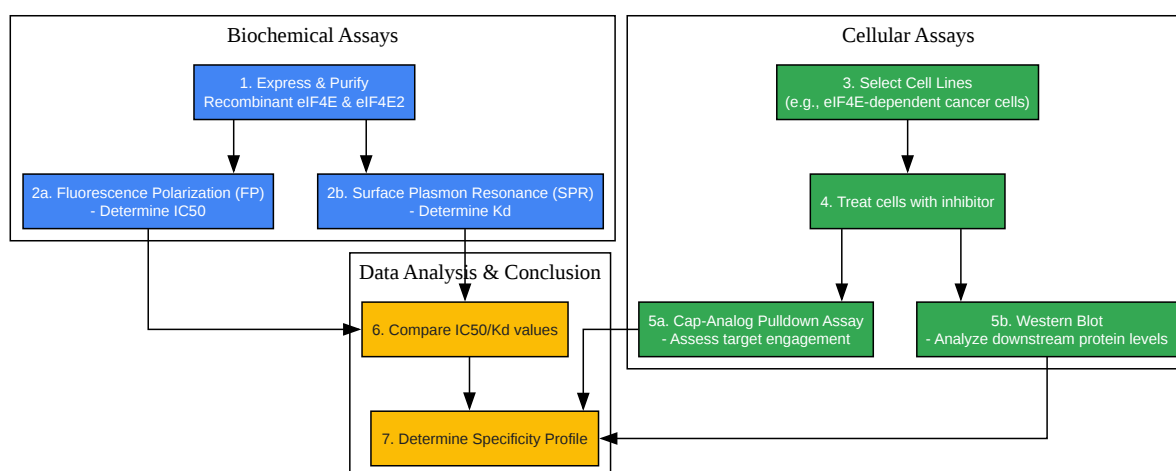 Biochemical Assays
1. Express & Purify
Recombinant eIF4E & eIF4E2
2a. Fluorescence Polarization (FP)
- Determine IC50
2b. Surface Plasmon Resonance (SPR)
- Determine Kd
Cellular Assays
3. Select Cell Lines
(e.g., eIF4E-dependent cancer cells)
4. Treat cells with inhibitor
5a. Cap-Analog Pulldown Assay
- Assess target engagement
5b. Western Blot
- Analyze downstream protein levels
Data Analysis & Conclusion
6. Compare IC50/Kd values
7. Determine Specificity Profile